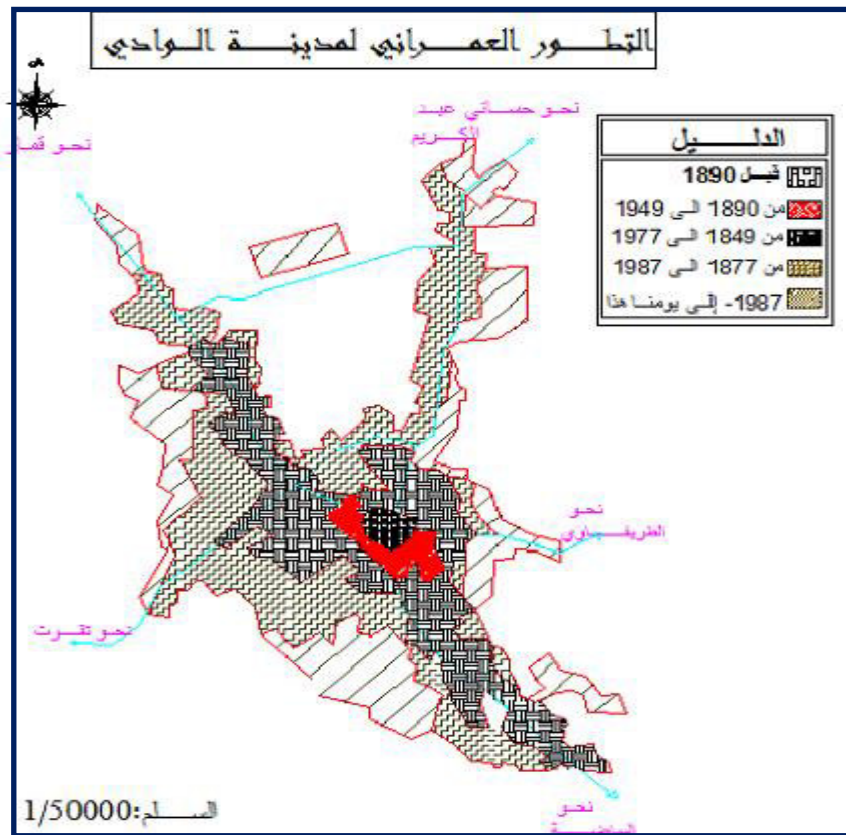 التطور العمراني لمدينة الوادي
نحو حساني عبد
الكريم
نحو قمار
الدليل
قبل 1890
من 1890 الى 1949
من 1849 الى 1977
من 1877 الى 1987
1987- إلى يومنا هذا
نحو
الطريفاوي
نحو تقرت
نحو
السلم:1/50000